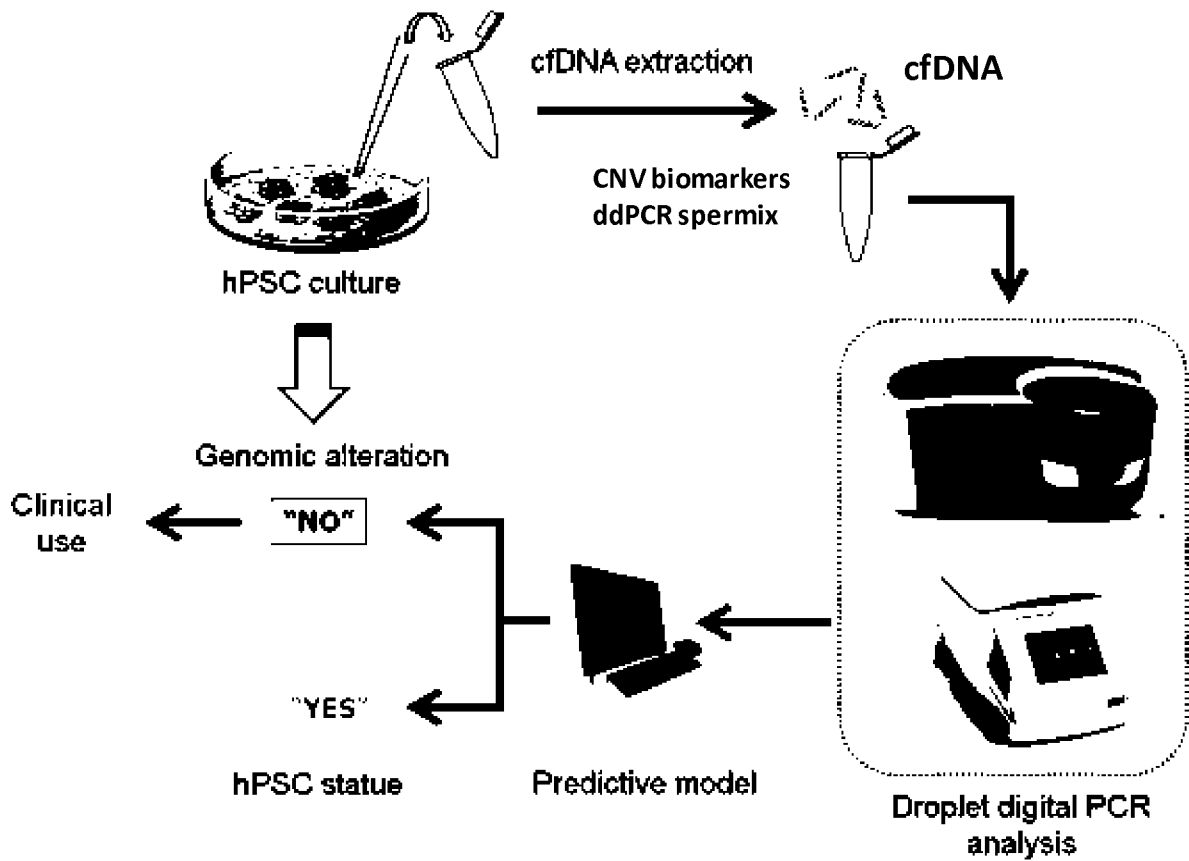 cfDNA extraction
cfDNA
CNV biomarkers
ddPCR spermix
hPSC culture
Genomic alteration
Clinical
use
"NO"
"YES"
hPSC statue
Predictive model
Droplet digital PCR
analysis